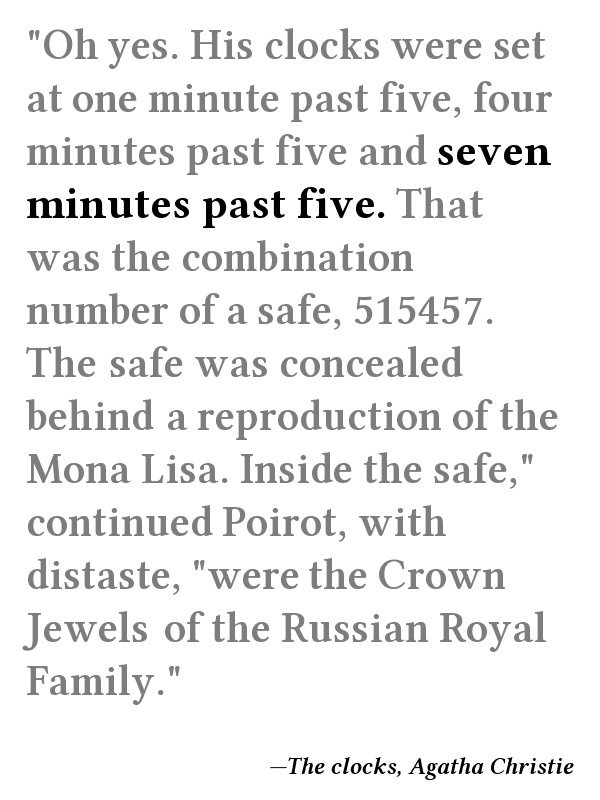 "Oh yes. His clocks were set
at one minute past five, four
minutes past five and seven
minutes past five. That
was the combination
number of a safe, 515457.
The safe was concealed
behind a reproduction of the
Mona Lisa. Inside the safe,"
continued Poirot, with
distaste, "were the Crown
Jewels of the Russian Royal
Family."
—The clocks, Agatha Christie